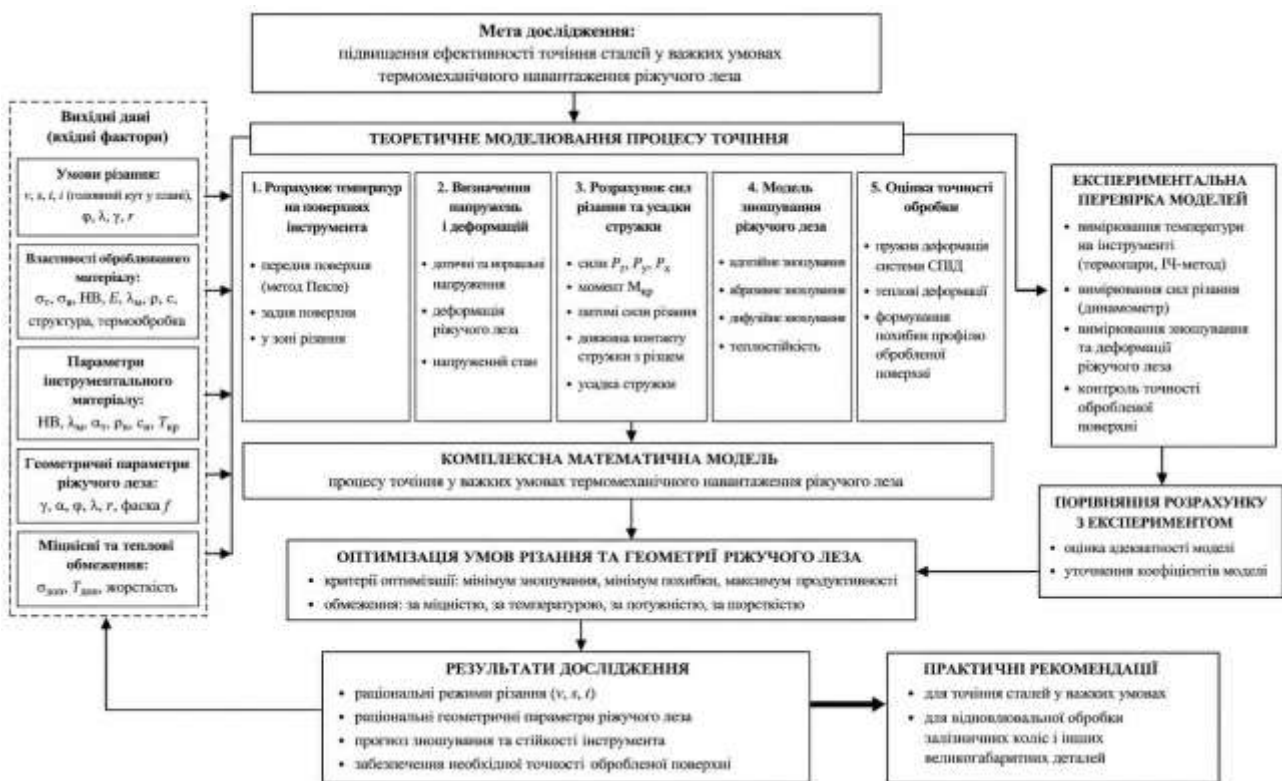 Мета дослідження:
підвищення ефективності точіння сталей у важких умовах
термомеханічного навантаження ріжучого леза
Вихідні дані
(вхідні фактори)
Умови різання:
v, s, t, i (головний кут у плані),
φ, λ, γ, r
Властивості оброблюваного
матеріалу:
σт, σв, HB, E, λм, ρ, c,
структура, термообробка
Параметри
інструментального
матеріалу:
HB, λм, αт, ρв, cв, Tкр
Геометричні параметри
ріжучого леза:
γ, α, φ, λ, r, фаска f
Міцнісні та теплові
обмеження:
σдоп, Tдоп, жорсткість
ТЕОРЕТИЧНЕ МОДЕЛЮВАННЯ ПРОЦЕСУ ТОЧІННЯ
1. Розрахунок температур
на поверхнях
інструмента
• передня поверхня
(метод Пекле)
• задня поверхня
• у зоні різання
2. Визначення
напружень
і деформацій
• дотичні та нормальні
напруження
• деформація
ріжучого леза
• напружений стан
3. Розрахунок сил
різання та усадки
стружки
• сили Pz, Py, Px
• момент Mкр
• питомі сили різання
• довжина контакту
стружки з різцем
• усадка стружки
4. Модель
зношування
ріжучого леза
• адгезійне зношування
• абразивне зношування
• дифузійне зношування
• теплостійкість
5. Оцінка точності
обробки
• пружна деформація
системи СПІД
• теплові деформації
• формування
похибки профілю
обробленої
поверхні
ЕКСПЕРИМЕНТАЛЬНА
ПЕРЕВІРКА МОДЕЛЕЙ
• вимірювання температури
на інструменті
(термопари, ІЧ-метод)
• вимірювання сил різання
(динамометр)
• вимірювання зношування
та деформації
ріжучого леза
• контроль точності
обробленої
поверхні
КОМПЛЕКСНА МАТЕМАТИЧНА МОДЕЛЬ
процесу точіння у важких умовах термомеханічного навантаження ріжучого леза
ПОРІВНЯННЯ РОЗРАХУНКУ
З ЕКСПЕРИМЕНТОМ
• оцінка адекватності моделі
• уточнення коефіцієнтів моделі
ОПТИМІЗАЦІЯ УМОВ РІЗАННЯ ТА ГЕОМЕТРІЇ РІЖУЧОГО ЛЕЗА
• критерії оптимізації: мінімум зношування, мінімум похибки, максимум продуктивності
• обмеження: за міцністю, за температурою, за потужністю, за шорсткістю
РЕЗУЛЬТАТИ ДОСЛІДЖЕННЯ
• раціональні режими різання (v, s, t)
• раціональні геометричні параметри ріжучого леза
• прогноз зношування та стійкості інструмента
• забезпечення необхідної точності обробленої поверхні
ПРАКТИЧНІ РЕКОМЕНДАЦІЇ
• для точіння сталей у важких умовах
• для відновлювальної обробки
залізничних коліс і інших
великогабаритних деталей